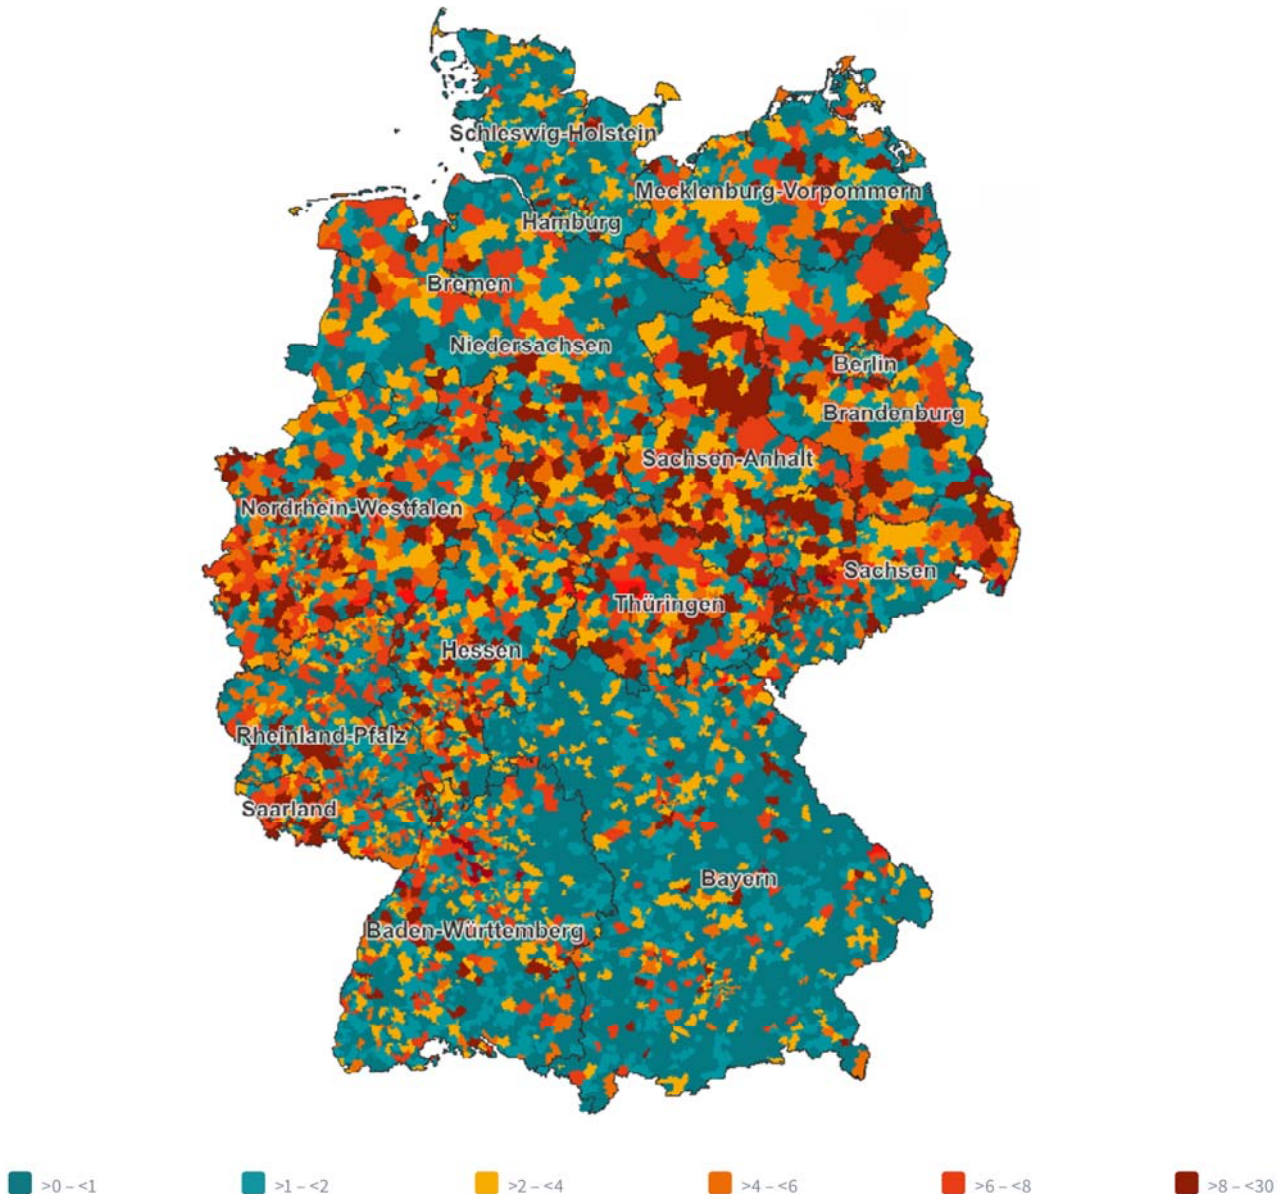 Schleswig-Holstein
Mecklenburg-Vorpommern
Hamburg
Bremen
Niedersachsen
Berlin
Brandenburg
Sachsen-Anhalt
Nordrhein-Westfalen
Sachsen
Thüringen
Hessen
Rheinland-Pfalz
Saarland
Bayern
Baden-Württemberg
>0 – <1 >1 – <2 >2 – <4 >4 – <6 >6 – <8 >8 – <30